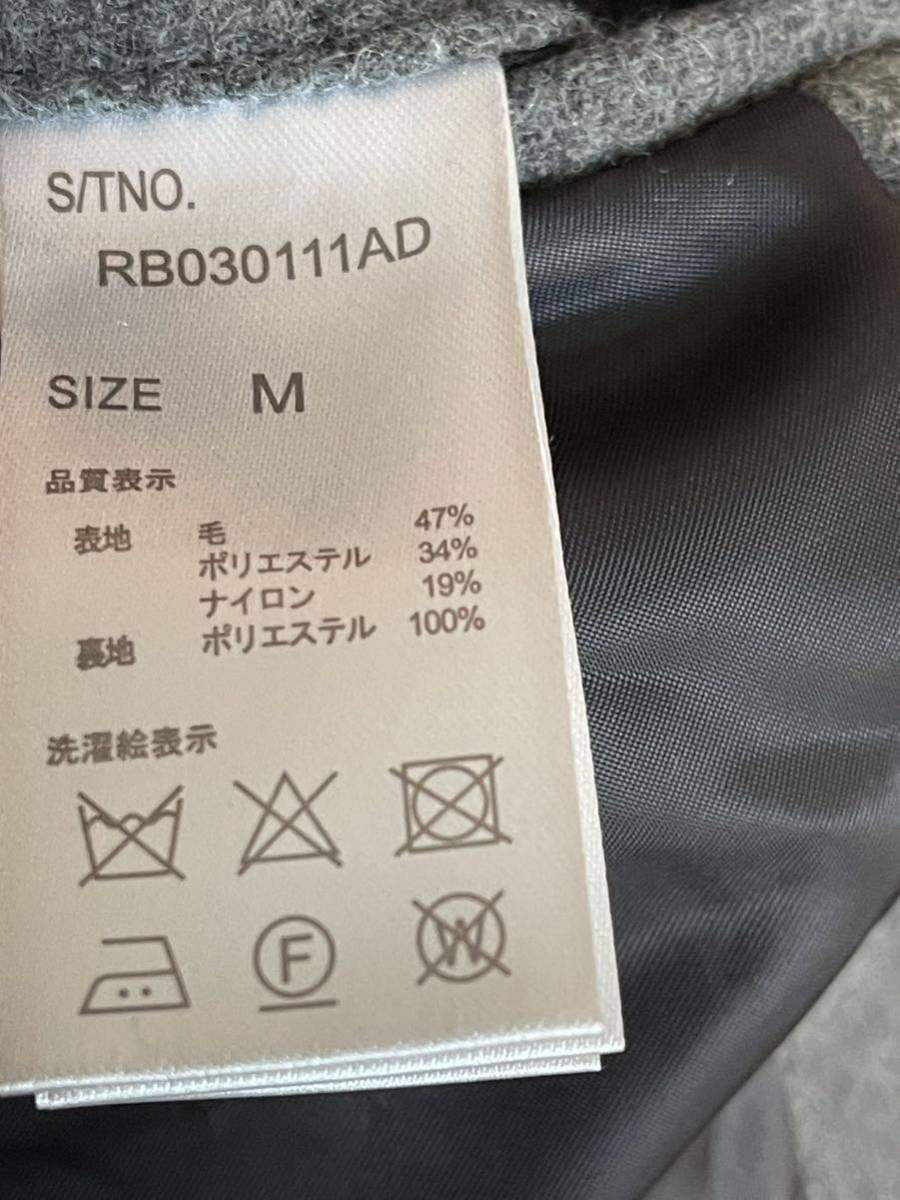 S/TNO.
RB030111AD
SIZE M
品質表示
表地 毛 47%
ポリエステル 34%
ナイロン 19%
裏地 ポリエステル 100%
洗濯絵表示
F W